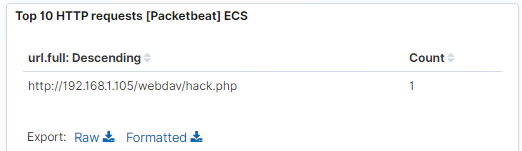 Top 10 HTTP requests [Packetbeat] ECS
url.full: Descending Count
http://192.168.1.105/webdav/hack.php 1
Export: Raw Formatted